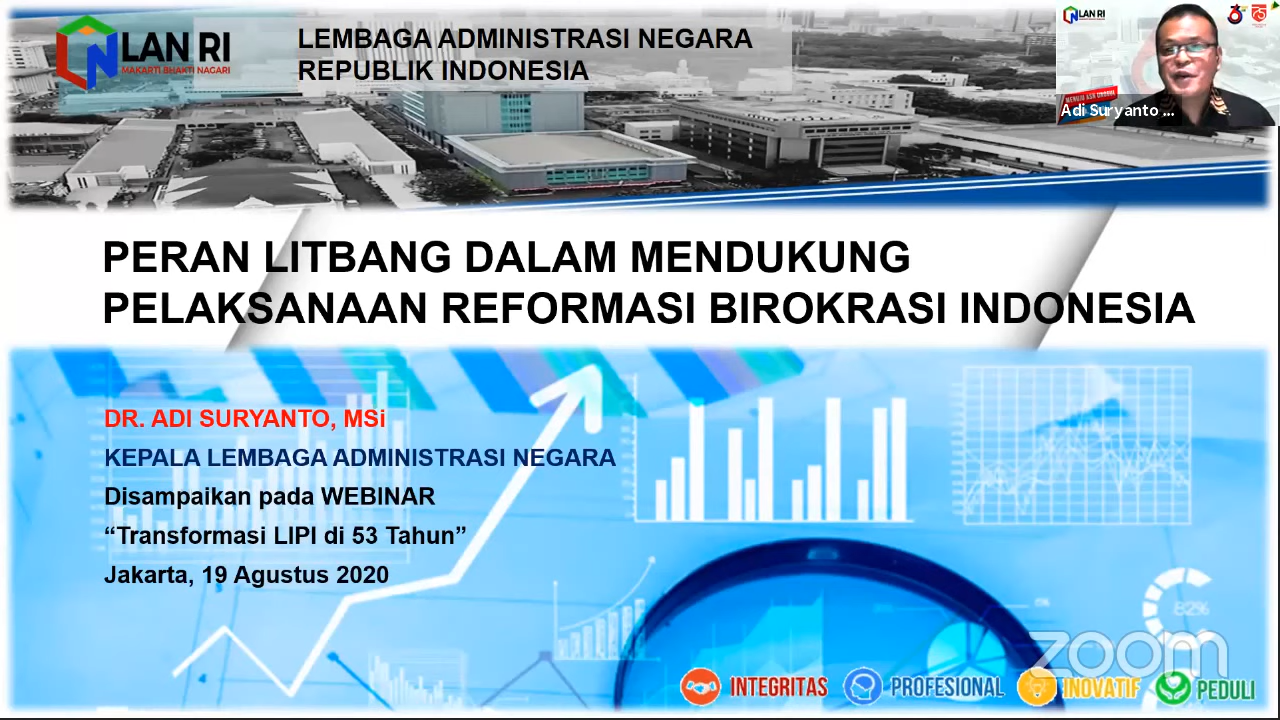 LAN RI
MAKARTI BHAKTI NAGARI
LEMBAGA ADMINISTRASI NEGARA
REPUBLIK INDONESIA
LAN RI
Adi Suryanto ...
PERAN LITBANG DALAM MENDUKUNG
PELAKSANAAN REFORMASI BIROKRASI INDONESIA
DR. ADI SURYANTO, MSi
KEPALA LEMBAGA ADMINISTRASI NEGARA
Disampaikan pada WEBINAR
“Transformasi LIPI di 53 Tahun”
Jakarta, 19 Agustus 2020
82%
zoom
INTEGRITAS PROFESIONAL INOVATIF PEDULI